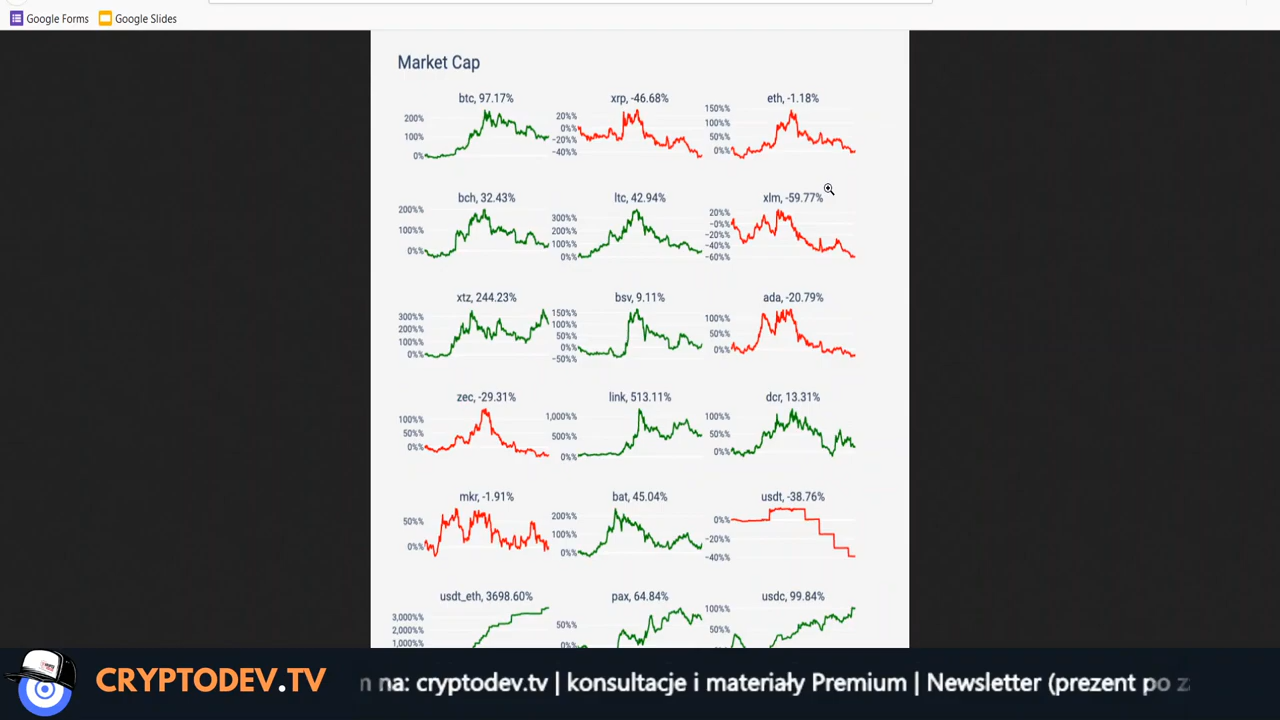 Google Forms Google Slides
Market Cap
btc, 97.17% xrp, -46.68% eth, -1.18%
200% 100% 0% 20% 0% −20% −40% 150% 100% 50% 0%
bch, 32.43% ltc, 42.94% xlm, -59.77%
200% 100% 0% 300% 200% 100% 0% 20% −0% −20% −40% −60%
xtz, 244.23% bsv, 9.11% ada, -20.79%
300% 200% 100% 0% 150% 100% 50% 0% −50% 100% 50% 0%
zec, -29.31% link, 513.11% dcr, 13.31%
100% 50% 0% 1,000% 500% 0% 100% 50% 0%
mkr, -1.91% bat, 45.04% usdt, -38.76%
50% 0% 200% 100% 0% 0% −20% −40%
usdt_eth, 3698.60% pax, 64.84% usdc, 99.84%
3,000% 2,000% 1,000% 50% 0% 100% 50%
CRYPTODEV.TV na: cryptodev.tv | konsultacje i materiały Premium | Newsletter (prezent po